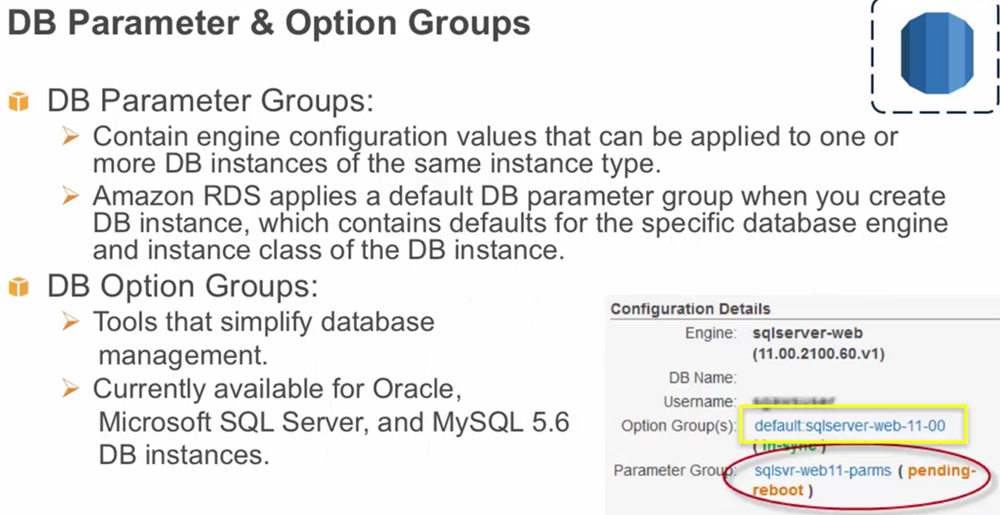 DB Parameter & Option Groups
DB Parameter Groups:
Contain engine configuration values that can be applied to one or
more DB instances of the same instance type.
Amazon RDS applies a default DB parameter group when you create
DB instance, which contains defaults for the specific database engine
and instance class of the DB instance.
DB Option Groups:
Tools that simplify database
management.
Currently available for Oracle,
Microsoft SQL Server, and MySQL 5.6
DB instances.
Configuration Details
Engine: sqlserver-web
(11.00.2100.60.v1)
DB Name:
Username:
Option Group(s): default:sqlserver-web-11-00
( in-sync )
Parameter Group: sqlsvr-web11-parms ( pending-
reboot )